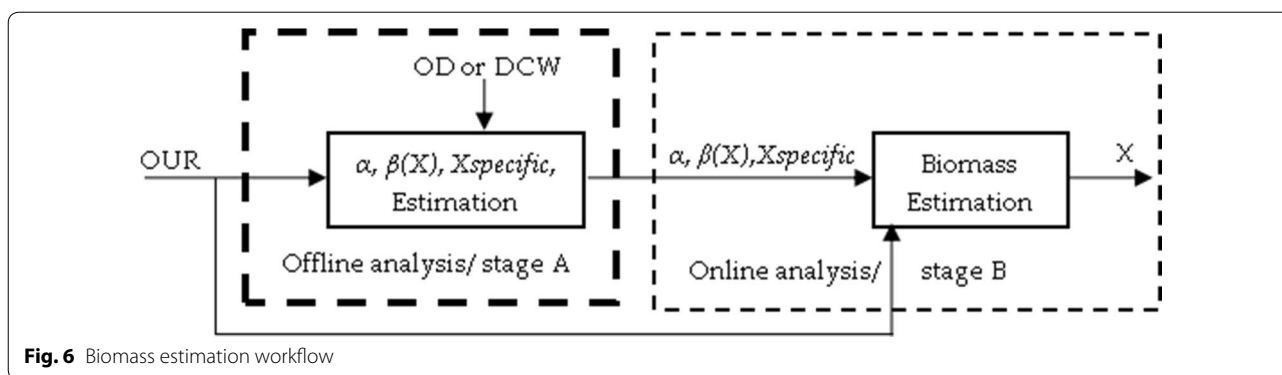 OD or DCW
OUR
α, β(X), Xspecific,
Estimation
α, β(X),Xspecific
Biomass
Estimation
X
Offline analysis/ stage A
Online analysis/ stage B
Fig. 6 Biomass estimation workflow